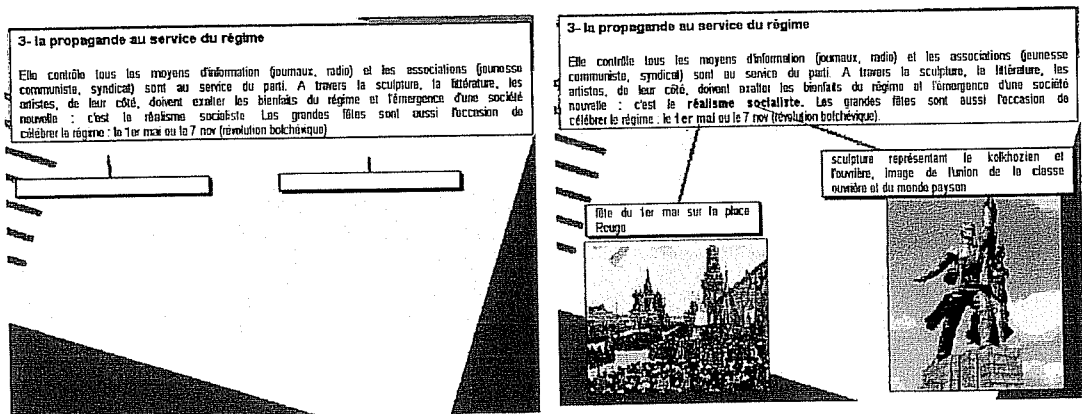 3- la propagande au service du régime
Elle contrôle tous les moyens d'information (journaux, radio) et les associations (jeunesse
communiste, syndicat) sont au service du parti. A travers la sculpture, la littérature, les
artistes, de leur côté, doivent exalter les bienfaits du régime et l'émergence d'une société
nouvelle : c'est le réalisme socialiste Les grandes fêtes sont aussi l'occasion de
célébrer le régime : le 1er mai ou le 7 nov (révolution bolchévique)
3- la propagande au service du régime
Elle contrôle tous les moyens d'information (journaux, radio) et les associations (jeunesse
communiste, syndicat) sont au service du parti. A travers la sculpture, la littérature, les
artistes, de leur côté, doivent exalter les bienfaits du régime et l'émergence d'une société
nouvelle : c'est le réalisme socialiste. Les grandes fêtes sont aussi l'occasion de
célébrer le régime : le 1er mai ou le 7 nov (révolution bolchévique).
sculpture représentant le kolkhozien et
l'ouvrière, image de l'union de la classe
ouvrière et du monde paysan
fête du 1er mai sur la place
Rouge